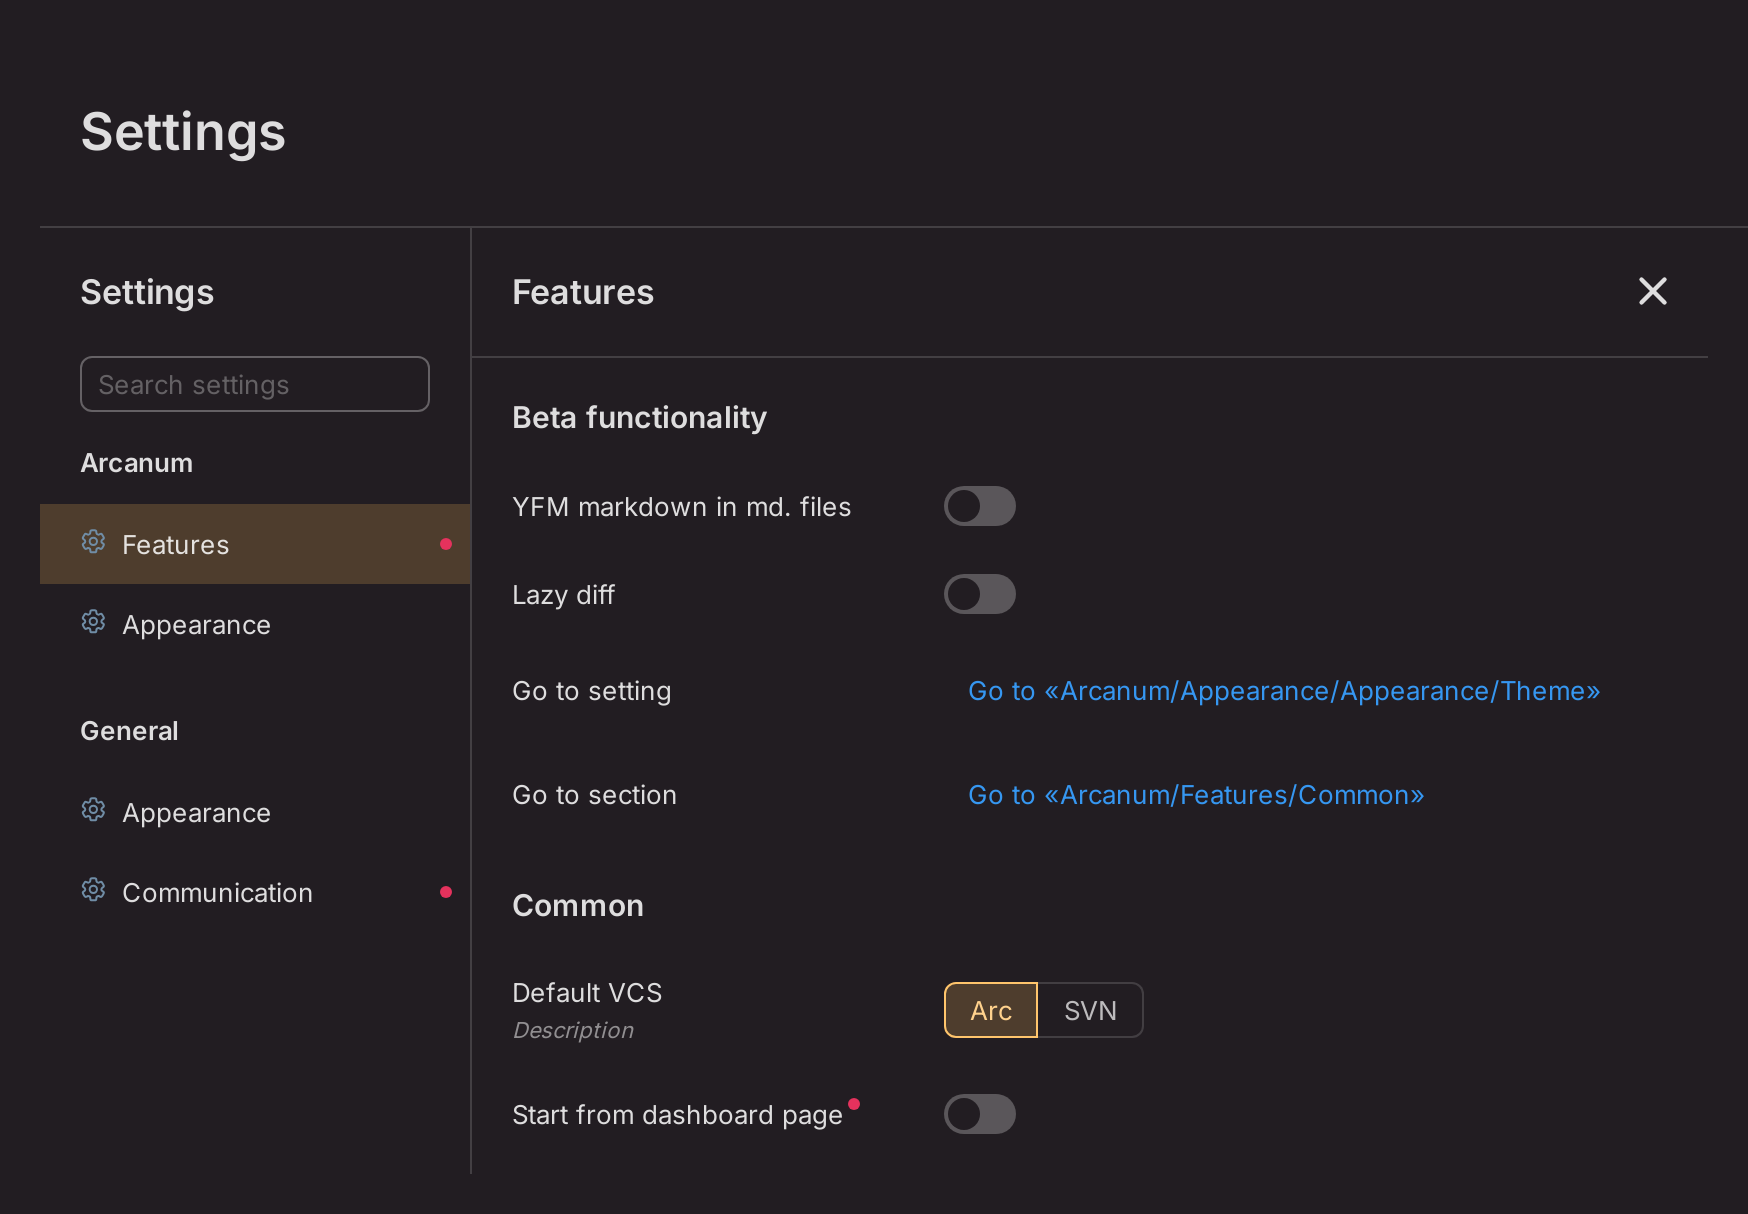 Settings
Settings
Search settings
Arcanum
Features
Appearance
General
Appearance
Communication
Features
Beta functionality
YFM markdown in md. files
Lazy diff
Go to setting
Go to «Arcanum/Appearance/Appearance/Theme»
Go to section
Go to «Arcanum/Features/Common»
Common
Default VCS
Description
Arc
SVN
Start from dashboard page